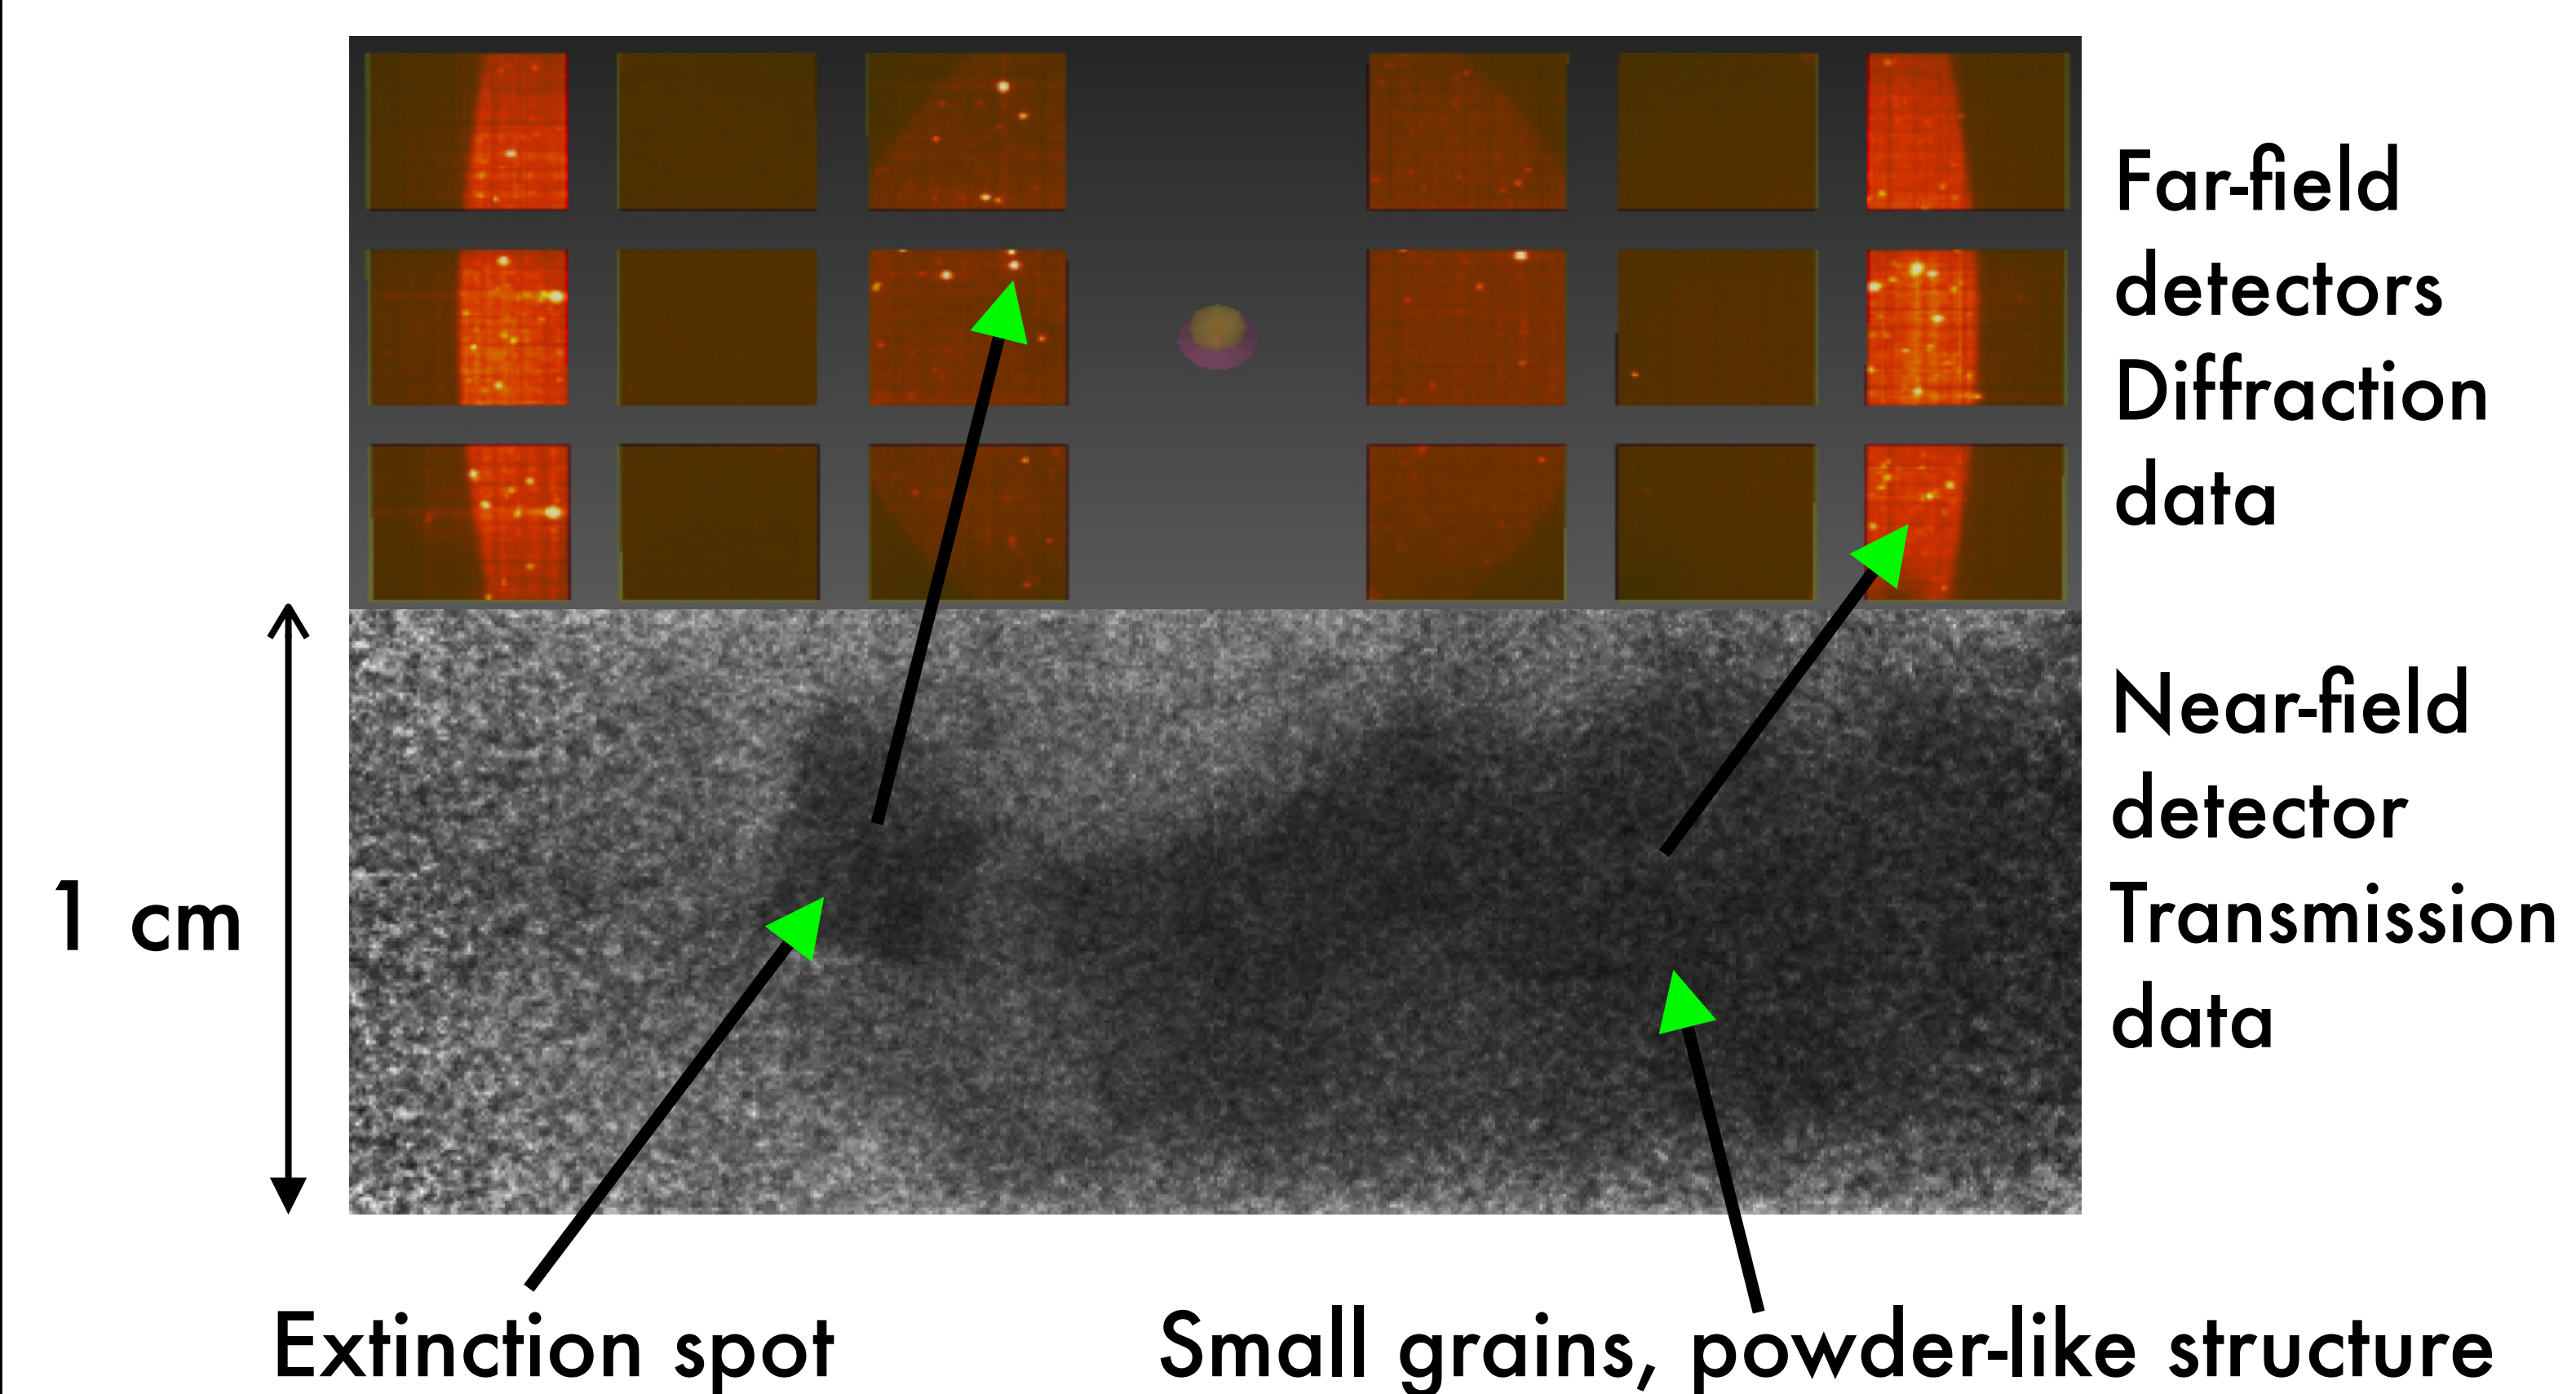 Far-field
detectors
Diffraction
data
Near-field
detector
Transmission
data
1 cm
Extinction spot
Small grains, powder-like structure